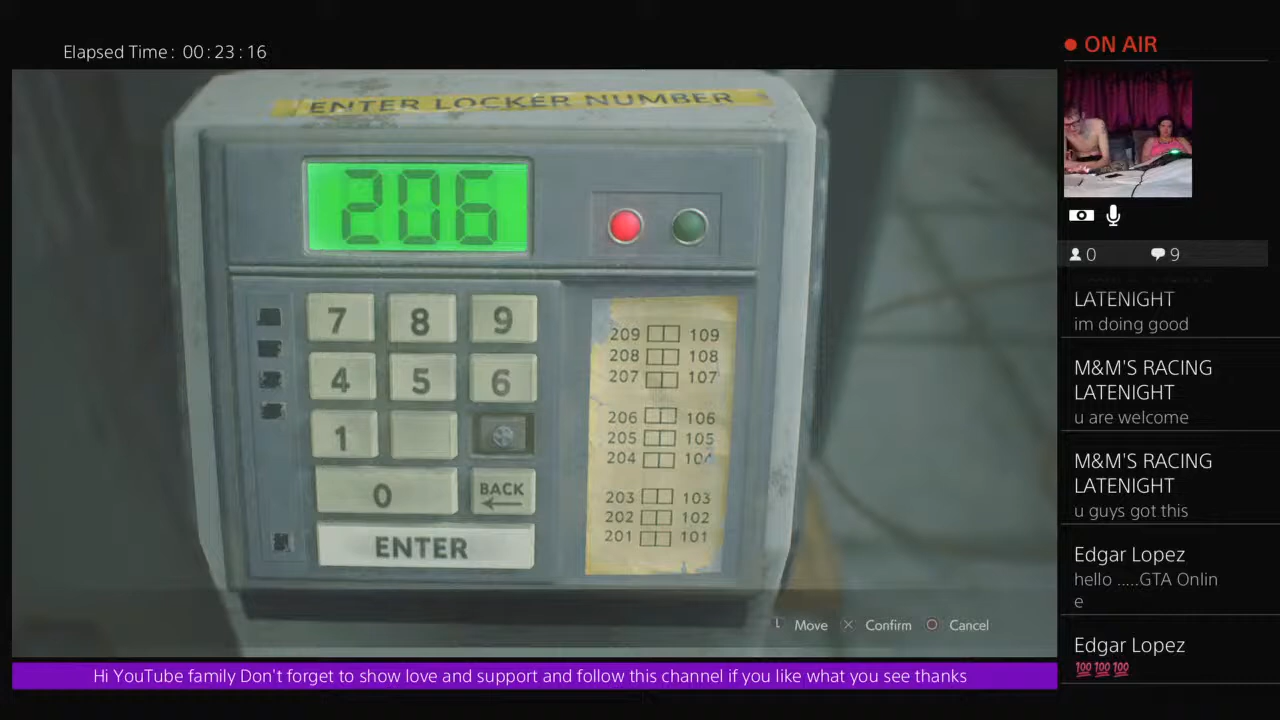 Elapsed Time: 00:23:16
ENTER LOCKER NUMBER
206
7 8 9
4 5 6
1
0 BACK
ENTER
209 109
208 108
207 107
206 106
205 105
204 104
203 103
202 102
201 101
L Move Confirm Cancel
Hi YouTube family Don't forget to show love and support and follow this channel if you like what you see thanks
ON AIR
0 9
LATENIGHT
im doing good
M&M'S RACING
LATENIGHT
u are welcome
M&M'S RACING
LATENIGHT
u guys got this
Edgar Lopez
hello .....GTA Onlin
e
Edgar Lopez
💯💯💯